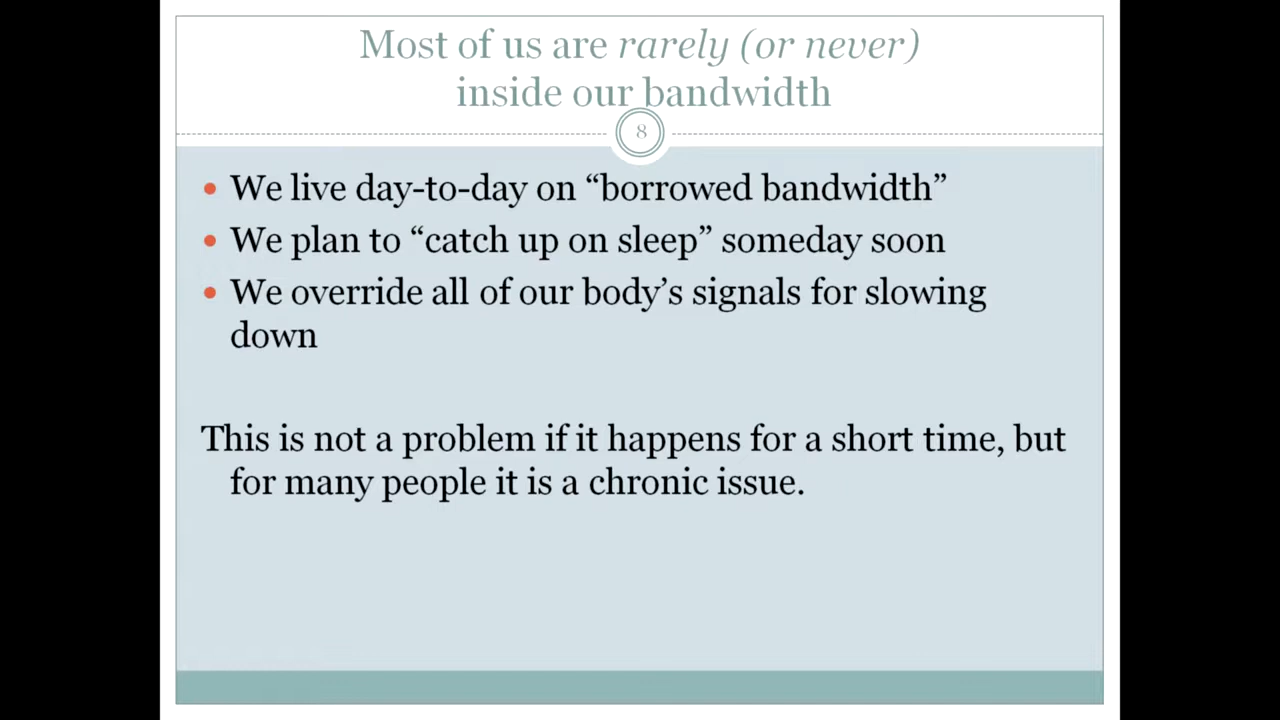 Most of us are rarely (or never)
inside our bandwidth
8
• We live day-to-day on “borrowed bandwidth”
• We plan to “catch up on sleep” someday soon
• We override all of our body’s signals for slowing
down
This is not a problem if it happens for a short time, but
for many people it is a chronic issue.